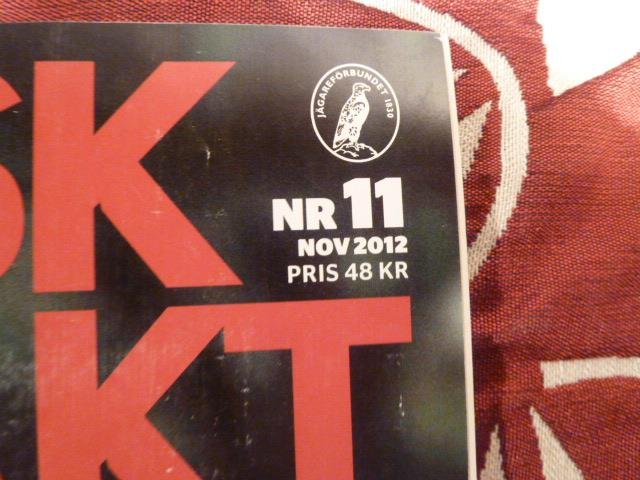 SK
JÄGAREFÖRBUNDET 1830
NR 11
NOV 2012
PRIS 48 KR
KT